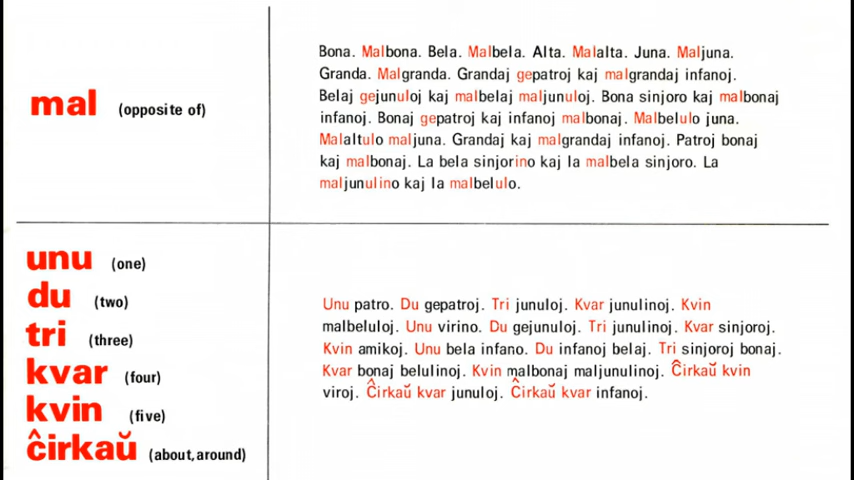 mal (opposite of)
Bona. Malbona. Bela. Malbela. Alta. Malalta. Juna. Maljuna.
Granda. Malgranda. Grandaj gepatroj kaj malgrandaj infanoj.
Belaj gejunuloj kaj malbelaj maljunuloj. Bona sinjoro kaj malbonaj
infanoj. Bonaj gepatroj kaj infanoj malbonaj. Malbelulo juna.
Malaltulo maljuna. Grandaj kaj malgrandaj infanoj. Patroj bonaj
kaj malbonaj. La bela sinjorino kaj la malbela sinjoro. La
maljunulino kaj la malbelulo.
unu (one)
du (two)
tri (three)
kvar (four)
kvin (five)
ĉirkaŭ (about, around)
Unu patro. Du gepatroj. Tri junuloj. Kvar junulinoj. Kvin
malbeluloj. Unu virino. Du gejunuloj. Tri junulinoj. Kvar sinjoroj.
Kvin amikoj. Unu bela infano. Du infanoj belaj. Tri sinjoroj bonaj.
Kvar bonaj belulinoj. Kvin malbonaj maljunulinoj. Ĉirkaŭ kvin
viroj. Ĉirkaŭ kvar junuloj. Ĉirkaŭ kvar infanoj.